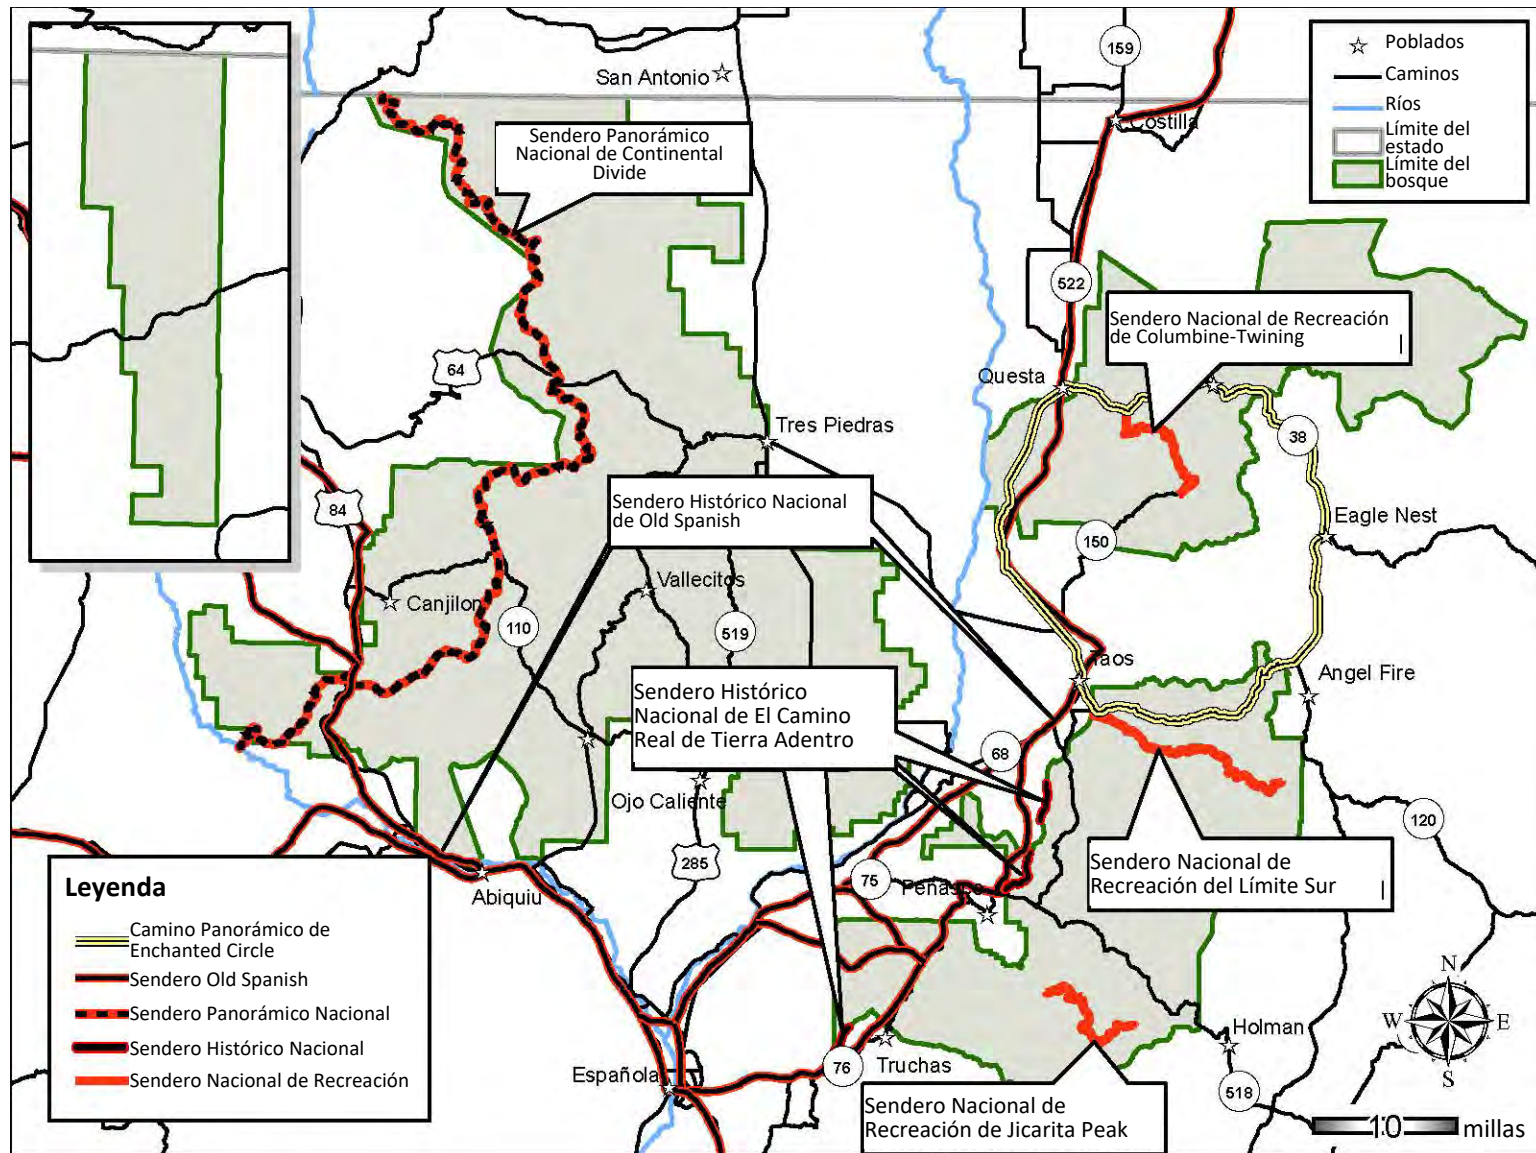 San Antonio
159
Poblados
Caminos
Ríos
Límite del
estado
Límite del
bosque
Costilla
Sendero Panorámico
Nacional de Continental
Divide
522
Sendero Nacional de Recreación
de Columbine-Twining
64
Questa
Tres Piedras
38
84
Sendero Histórico Nacional
de Old Spanish
Eagle Nest
150
Vallecitos
Canjilon
110
519
Taos
Angel Fire
Sendero Histórico
Nacional de El Camino
Real de Tierra Adentro
68
Ojo Caliente
120
285
Sendero Nacional de
Recreación del Límite Sur
75
Peñasco
Abiquiu
Leyenda
Camino Panorámico de
Enchanted Circle
Sendero Old Spanish
Sendero Panorámico Nacional
Sendero Histórico Nacional
Sendero Nacional de Recreación
N
W
E
S
Holman
Truchas
76
Española
518
Sendero Nacional de
Recreación de Jicarita Peak
10 millas